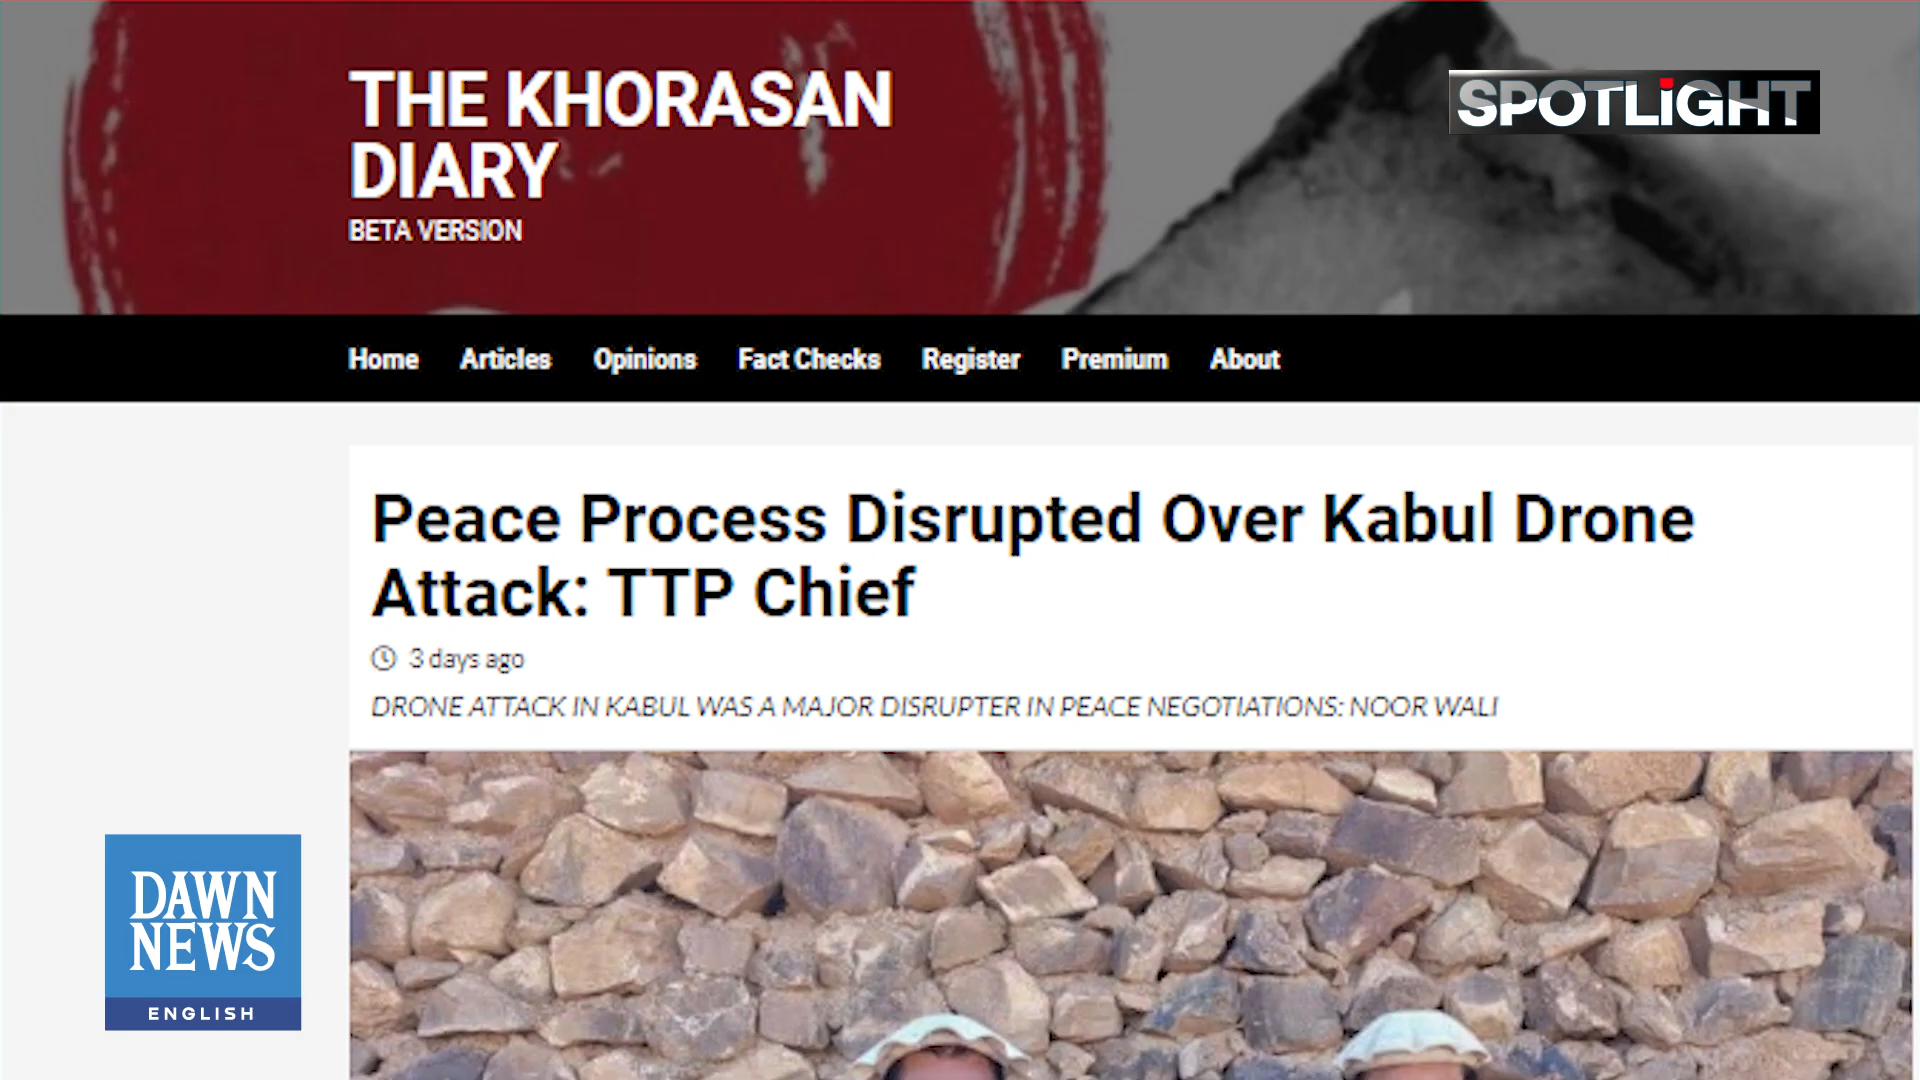 THE KHORASAN
DIARY
BETA VERSION
SPOTLiGHT
Home Articles Opinions Fact Checks Register Premium About
Peace Process Disrupted Over Kabul Drone
Attack: TTP Chief
3 days ago
DRONE ATTACK IN KABUL WAS A MAJOR DISRUPTER IN PEACE NEGOTIATIONS: NOOR WALI
DAWN
NEWS
ENGLISH